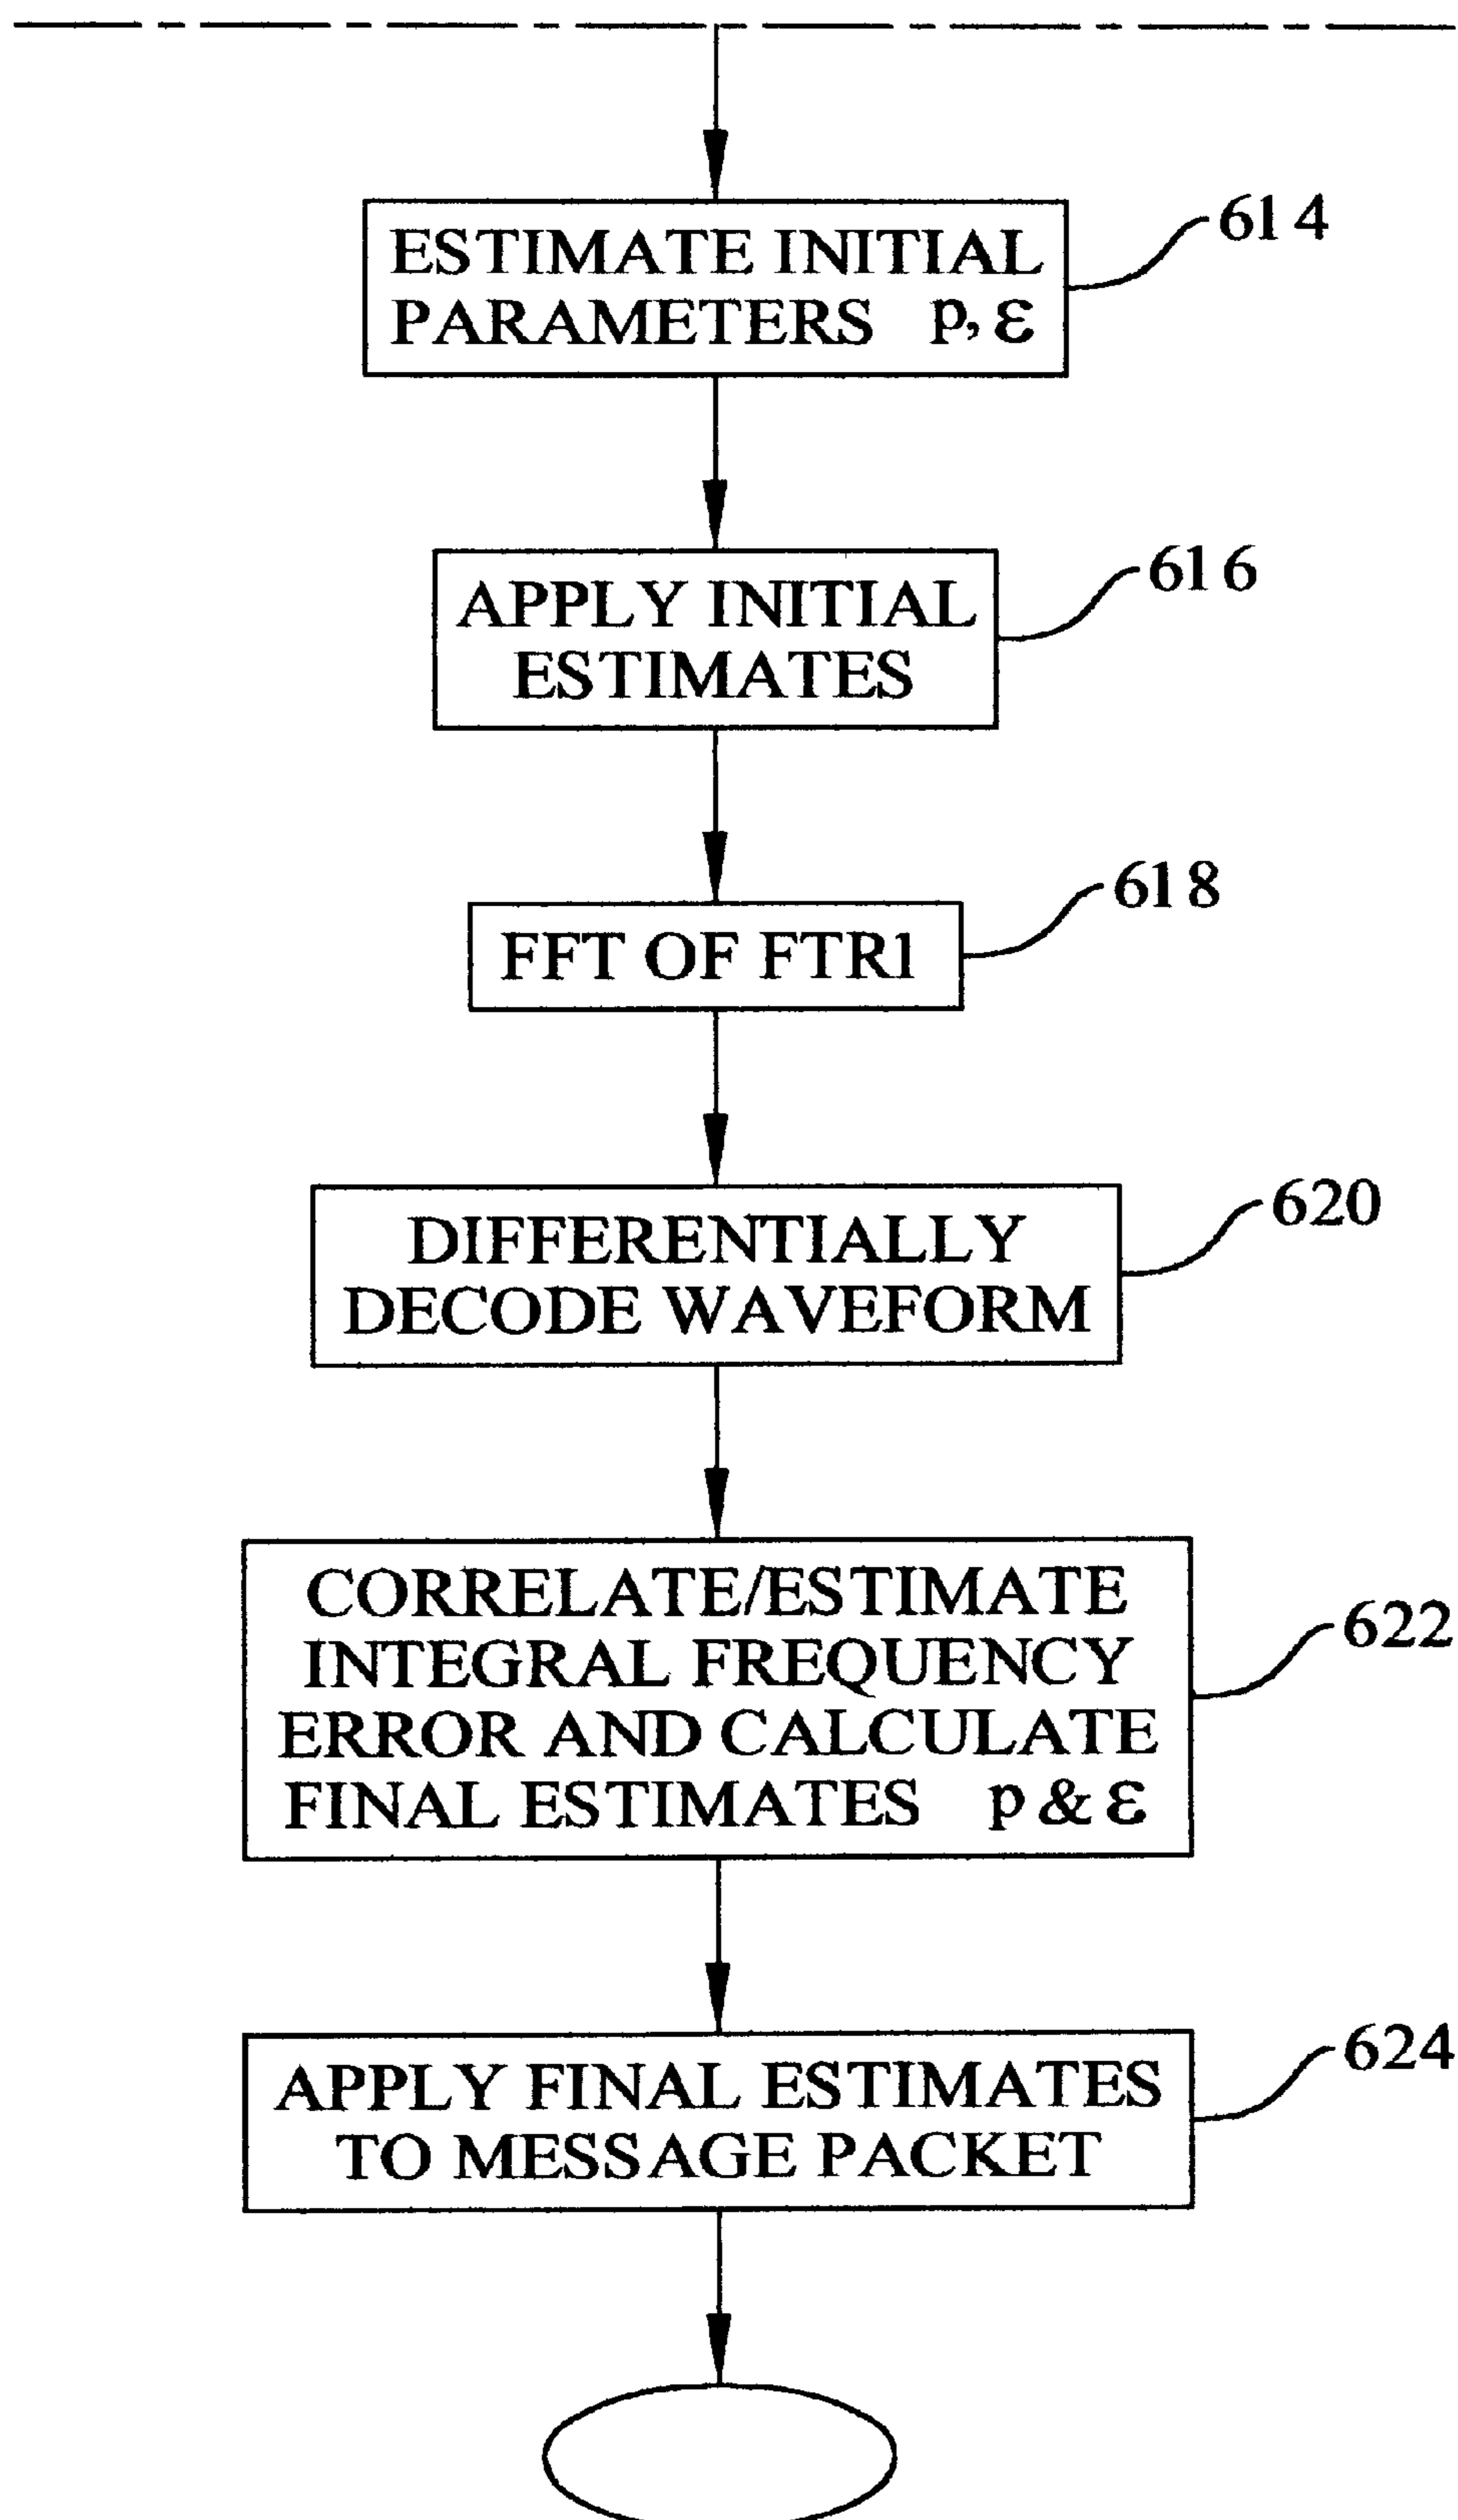 614
ESTIMATE INITIAL
PARAMETERS p, ε
616
APPLY INITIAL
ESTIMATES
618
FFT OF FTR1
620
DIFFERENTIALLY
DECODE WAVEFORM
622
CORRELATE/ESTIMATE
INTEGRAL FREQUENCY
ERROR AND CALCULATE
FINAL ESTIMATES p & ε
624
APPLY FINAL ESTIMATES
TO MESSAGE PACKET